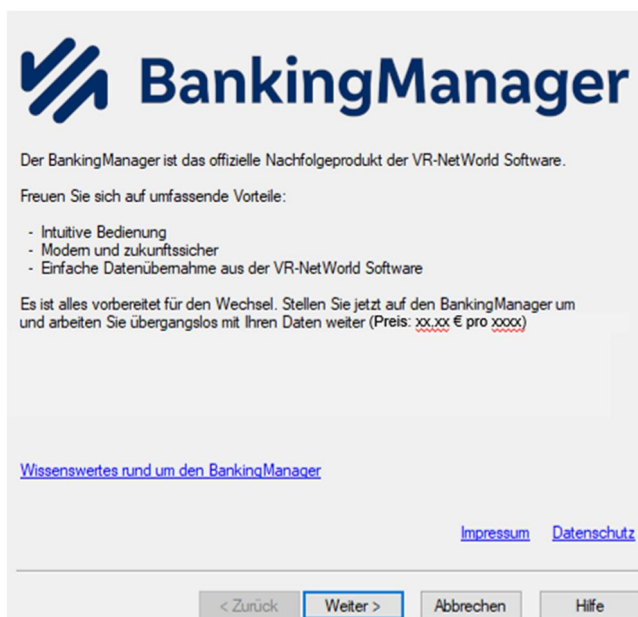 BankingManager
Der BankingManager ist das offizielle Nachfolgeprodukt der VR-NetWorld Software.
Freuen Sie sich auf umfassende Vorteile:
- Intuitive Bedienung
- Modern und zukunftssicher
- Einfache Datenübernahme aus der VR-NetWorld Software
Es ist alles vorbereitet für den Wechsel. Stellen Sie jetzt auf den BankingManager um
und arbeiten Sie übergangslos mit Ihren Daten weiter (Preis: xx,xx € pro xxxx)
Wissenswertes rund um den BankingManager
Impressum Datenschutz
< Zurück Weiter > Abbrechen Hilfe